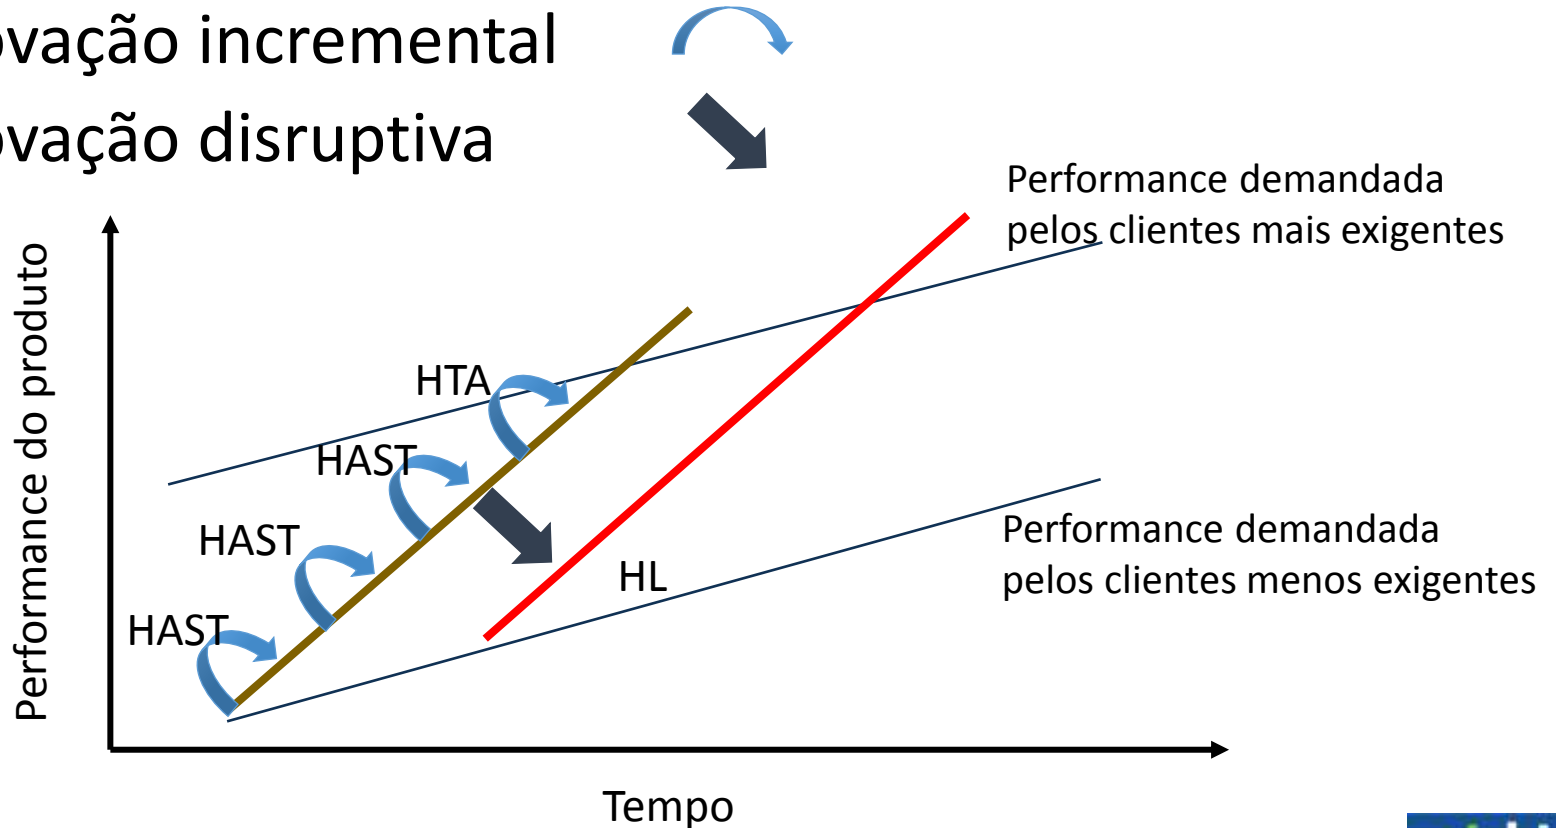 ovação incremental
ovação disruptiva
Performance demandada
pelos clientes mais exigentes
Performance do produto
HTA
HAST
HAST
HAST
HL
Performance demandada
pelos clientes menos exigentes
Tempo